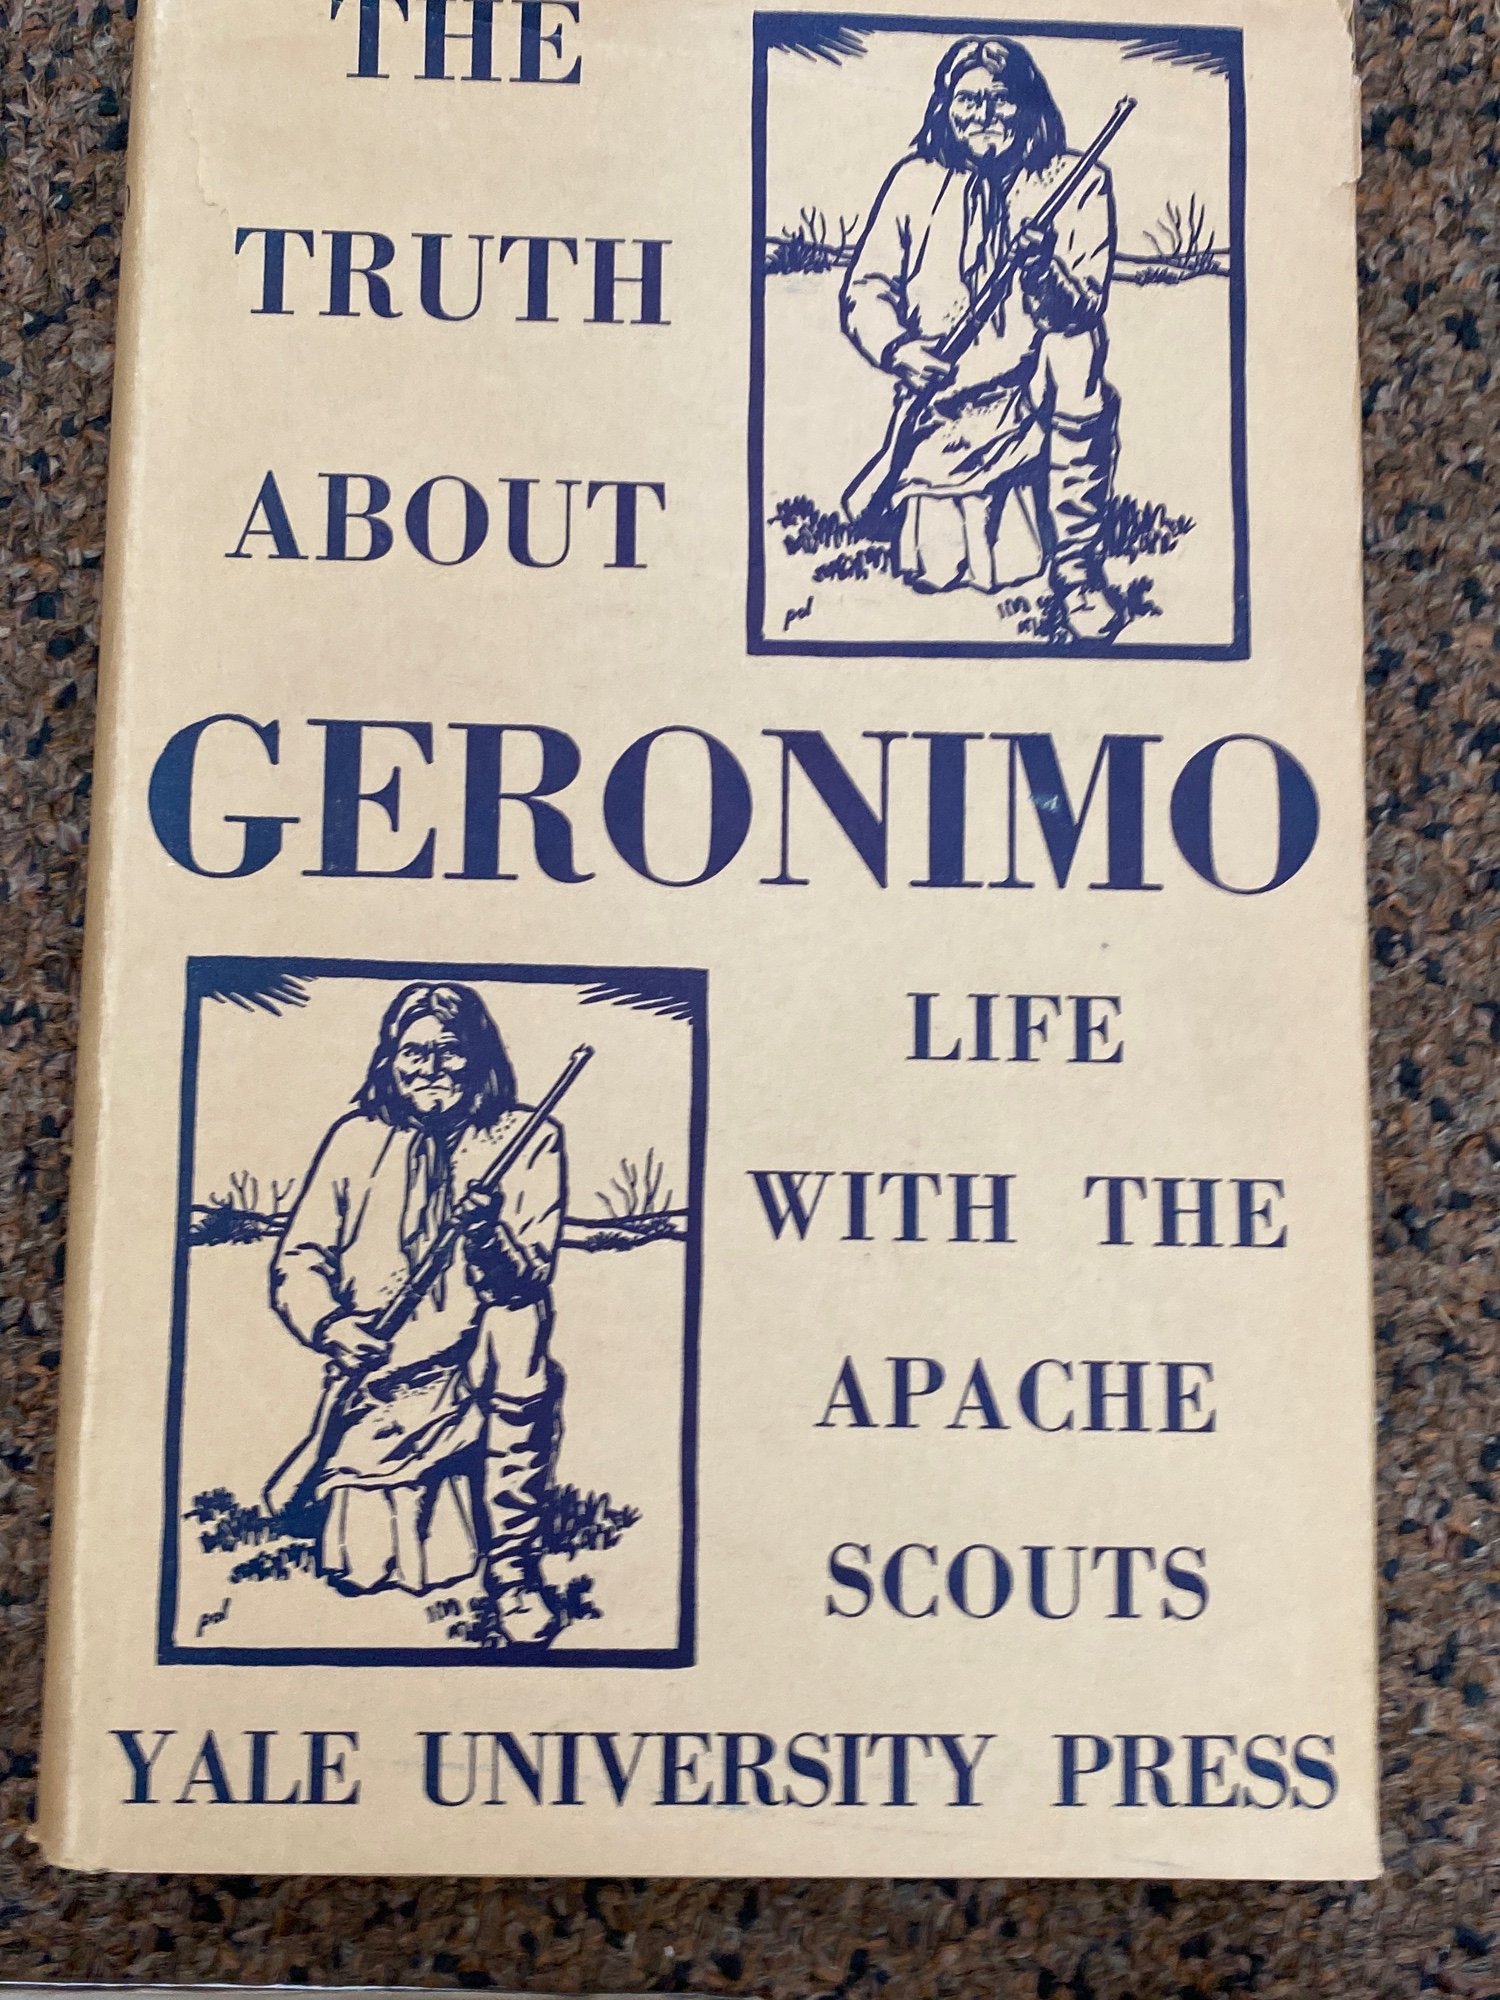 THE
TRUTH
ABOUT
GERONIMO
LIFE
WITH THE
APACHE
SCOUTS
YALE UNIVERSITY PRESS